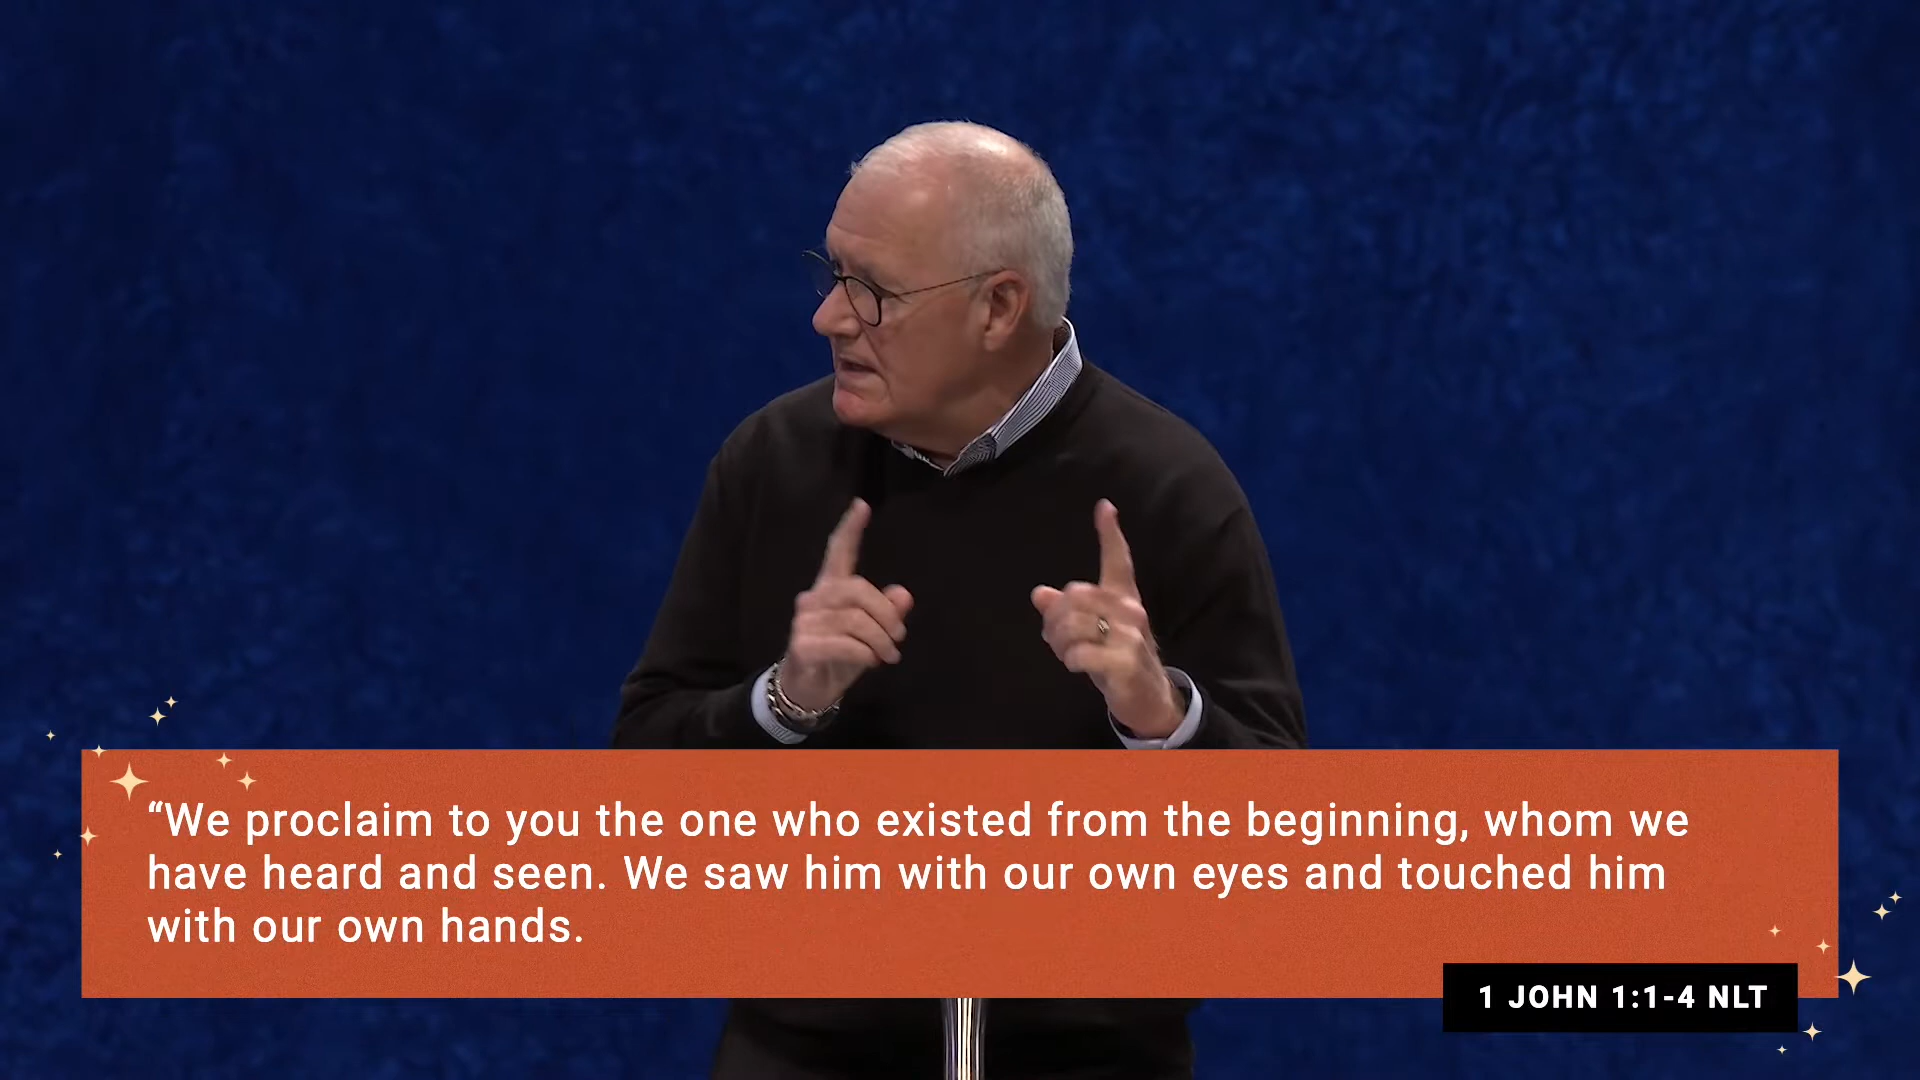 “We proclaim to you the one who existed from the beginning, whom we
have heard and seen. We saw him with our own eyes and touched him
with our own hands.
1 JOHN 1:1-4 NLT